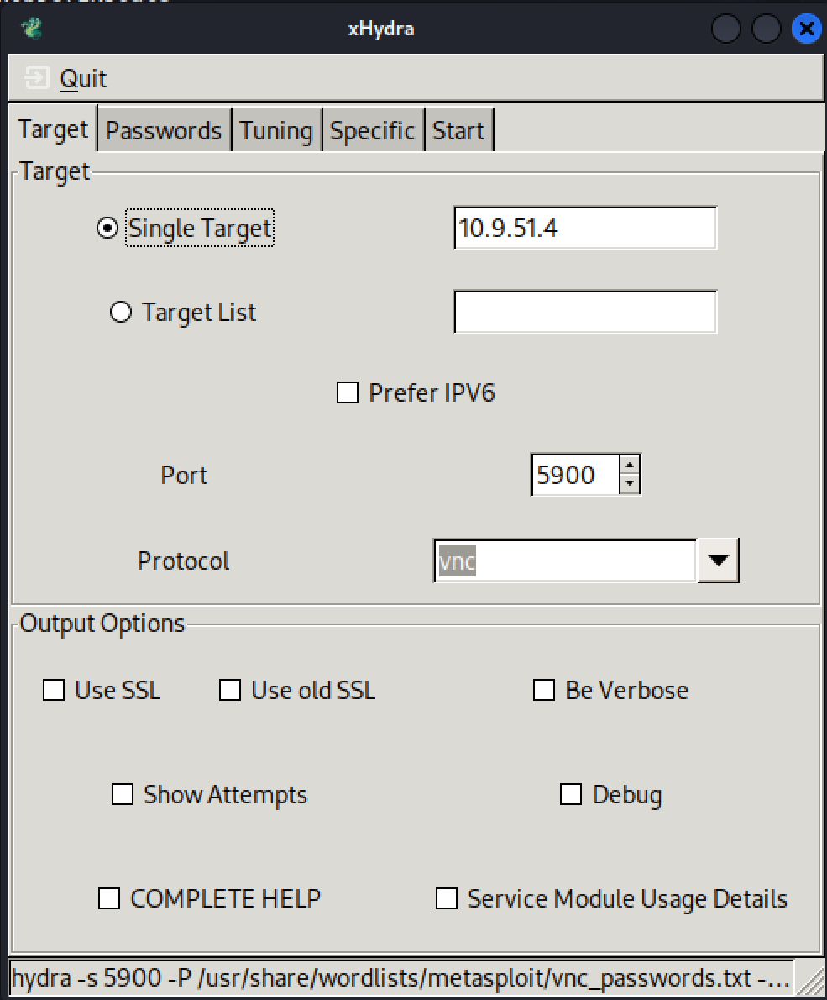 xHydra
Quit
Target Passwords Tuning Specific Start
Target
Single Target 10.9.51.4
Target List
Prefer IPV6
Port 5900
Protocol vnc
Output Options
Use SSL Use old SSL Be Verbose
Show Attempts Debug
COMPLETE HELP Service Module Usage Details
hydra -s 5900 -P /usr/share/wordlists/metasploit/vnc_passwords.txt -...